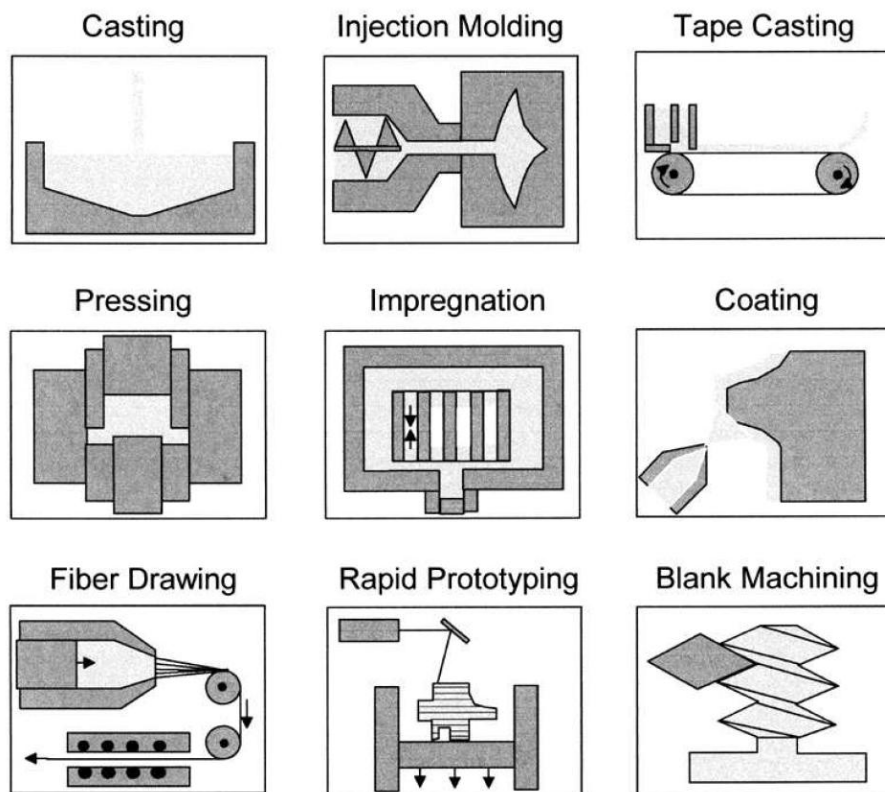 Casting
Injection Molding
Tape Casting
Pressing
Impregnation
Coating
Fiber Drawing
Rapid Prototyping
Blank Machining